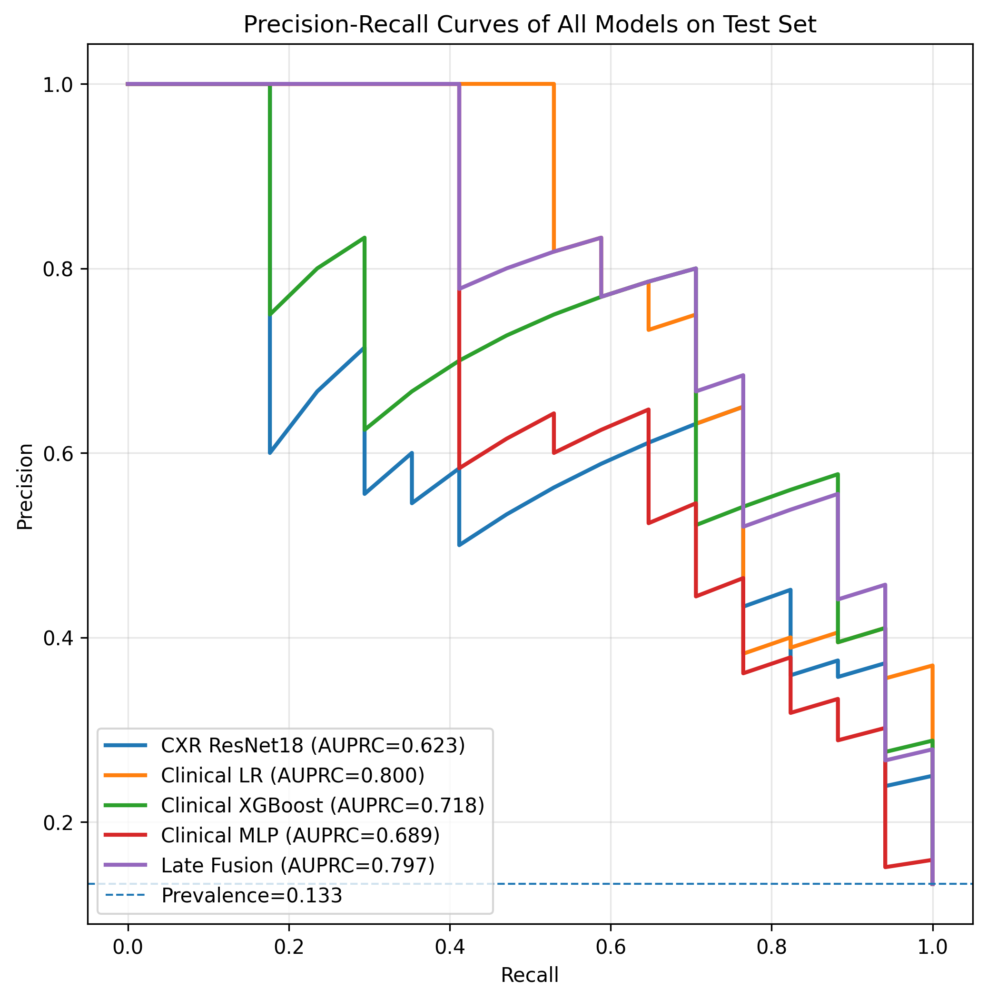 Precision-Recall Curves of All Models on Test Set
1.0
0.8
0.6
0.4
0.2
Precision
CXR ResNet18 (AUPRC=0.623)
Clinical LR (AUPRC=0.800)
Clinical XGBoost (AUPRC=0.718)
Clinical MLP (AUPRC=0.689)
Late Fusion (AUPRC=0.797)
Prevalence=0.133
0.0 0.2 0.4 0.6 0.8 1.0
Recall